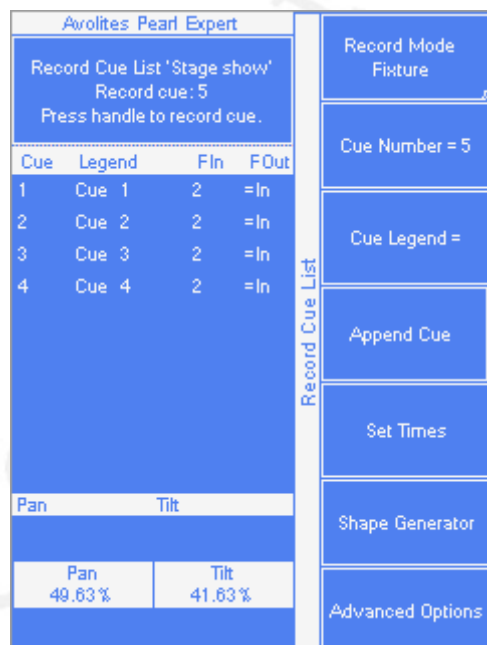 Avolites Pearl Expert
Record Cue List 'Stage show'
Record cue: 5
Press handle to record cue.
Cue Legend FIn FOut
1 Cue 1 2 =In
2 Cue 2 2 =In
3 Cue 3 2 =In
4 Cue 4 2 =In
Pan Tilt
Pan Tilt
49.63% 41.63%
Record Cue List
Record Mode
Fixture
Cue Number = 5
Cue Legend =
Append Cue
Set Times
Shape Generator
Advanced Options